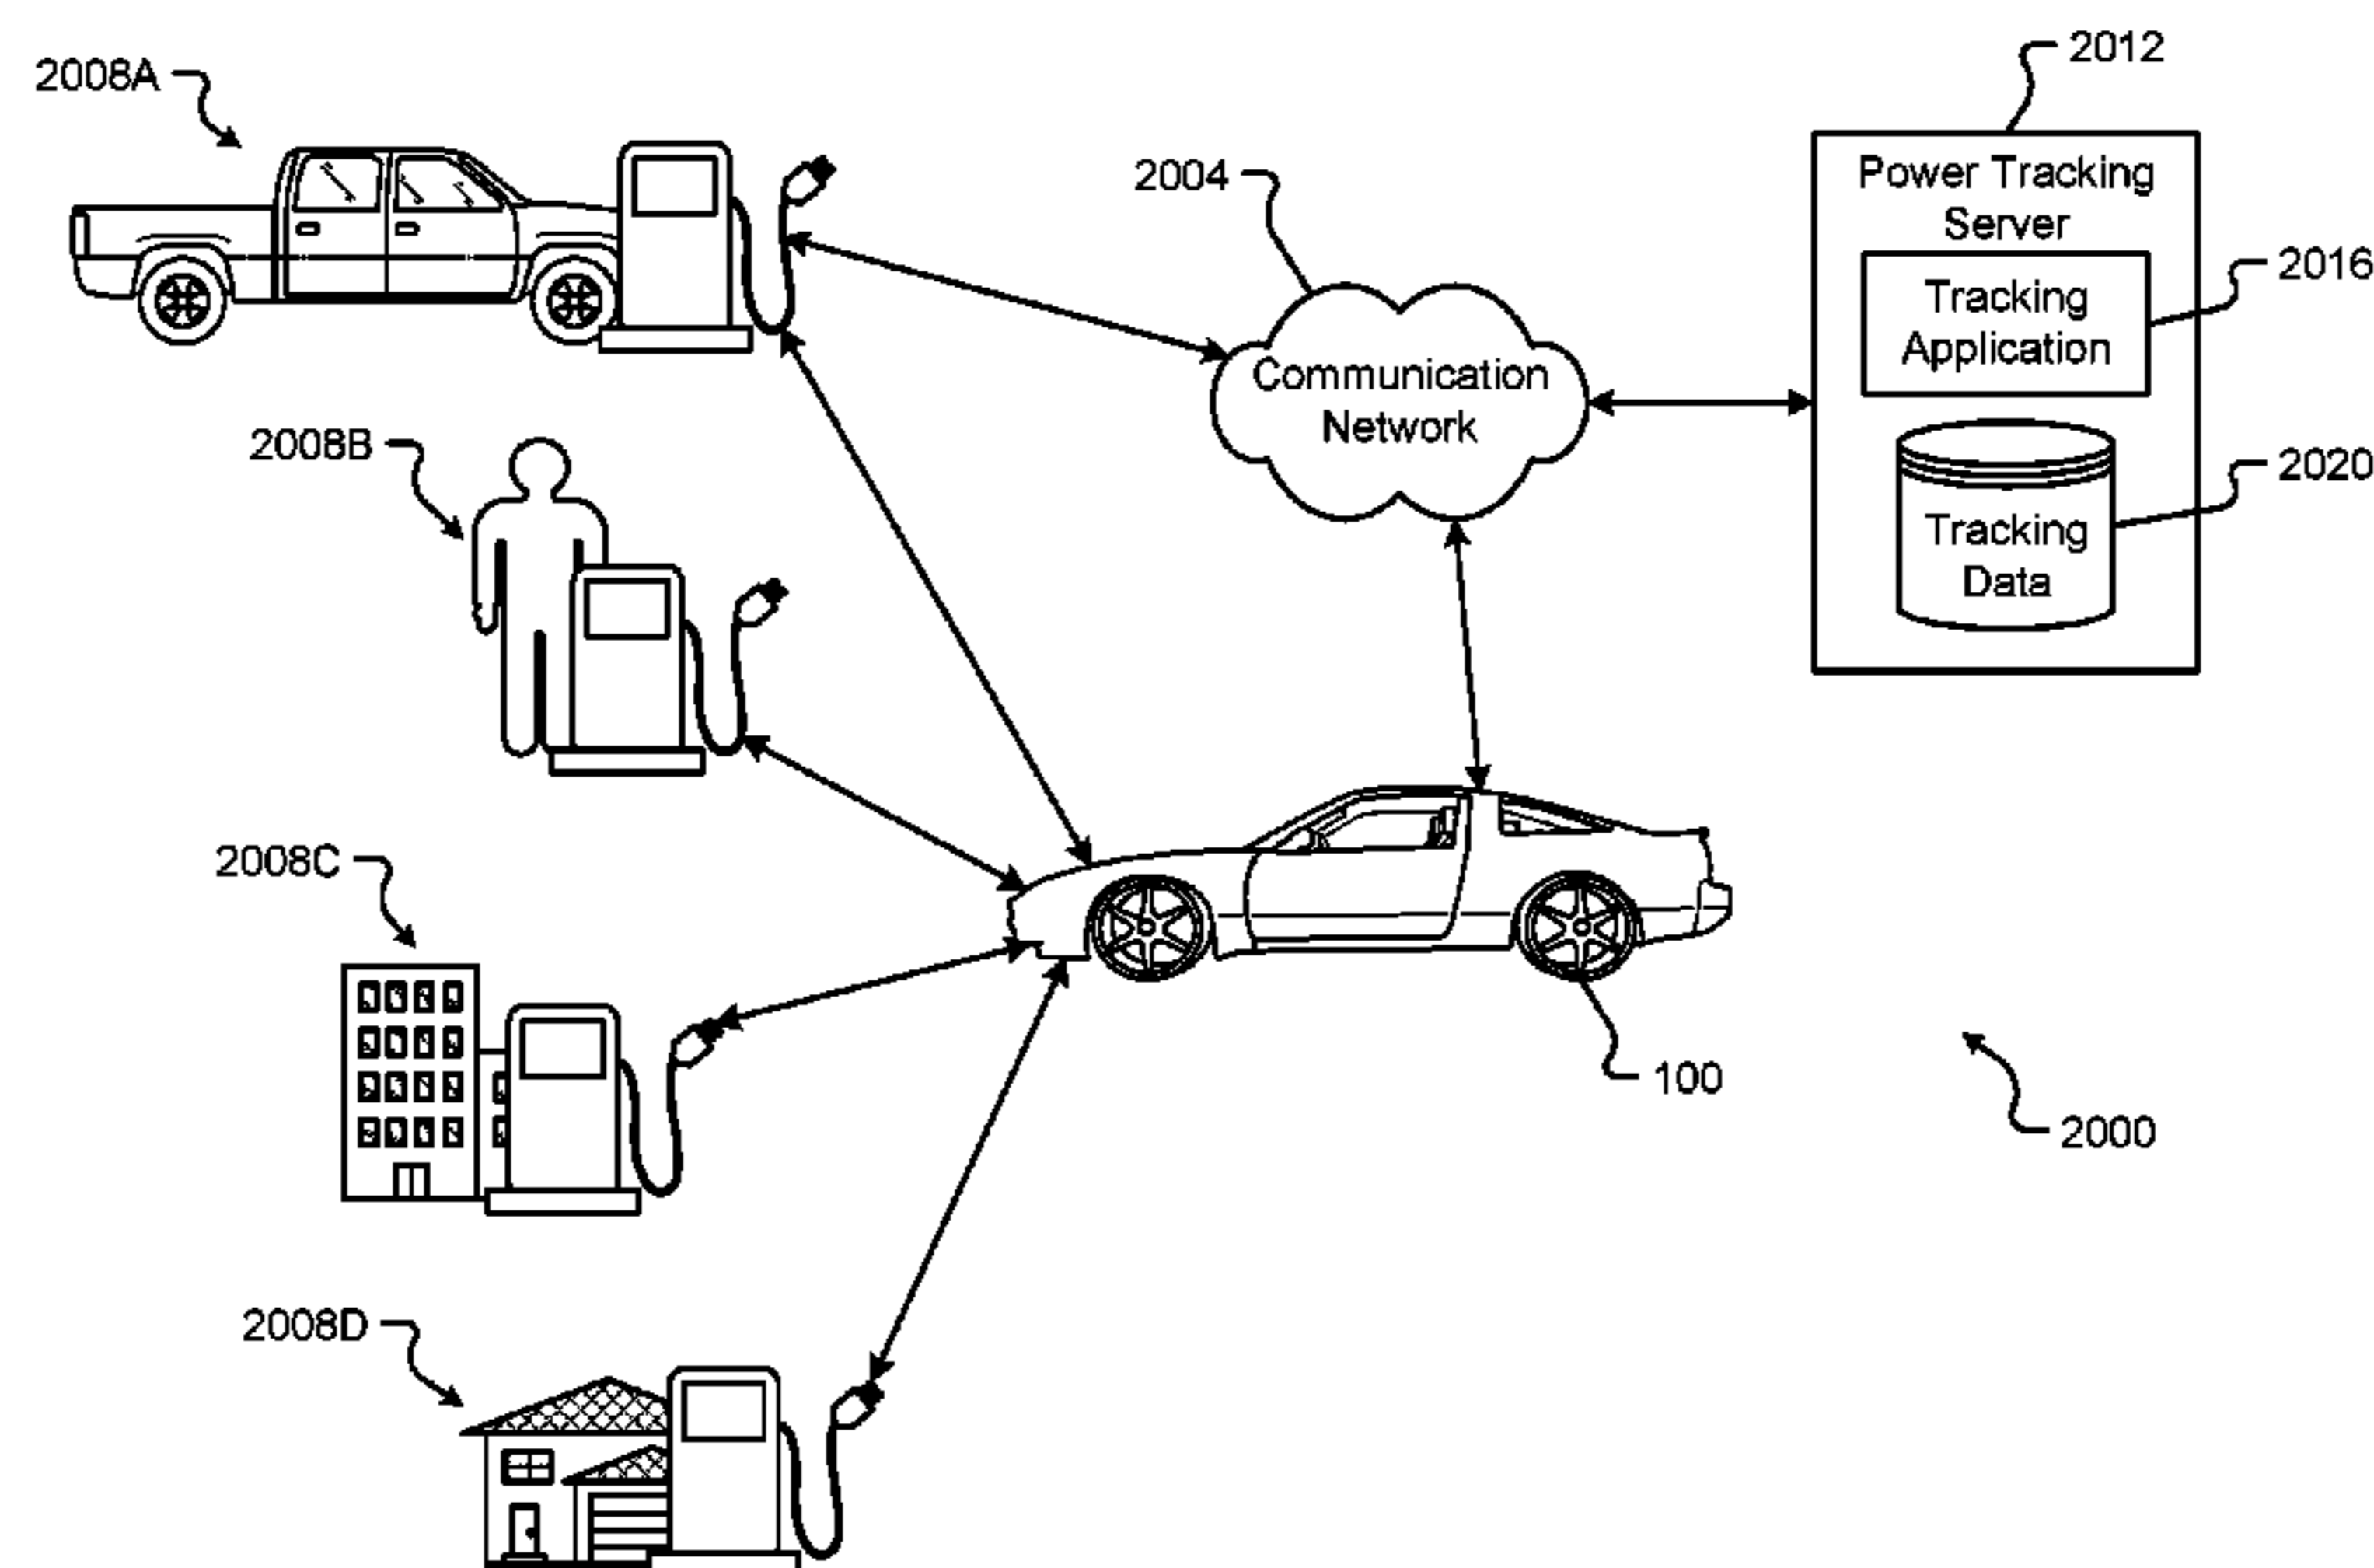 2012
2008A
2004
Power Tracking
Server
2016
Tracking
Application
Communication
Network
2008B
2020
Tracking
Data
2008C
100
2000
2008D